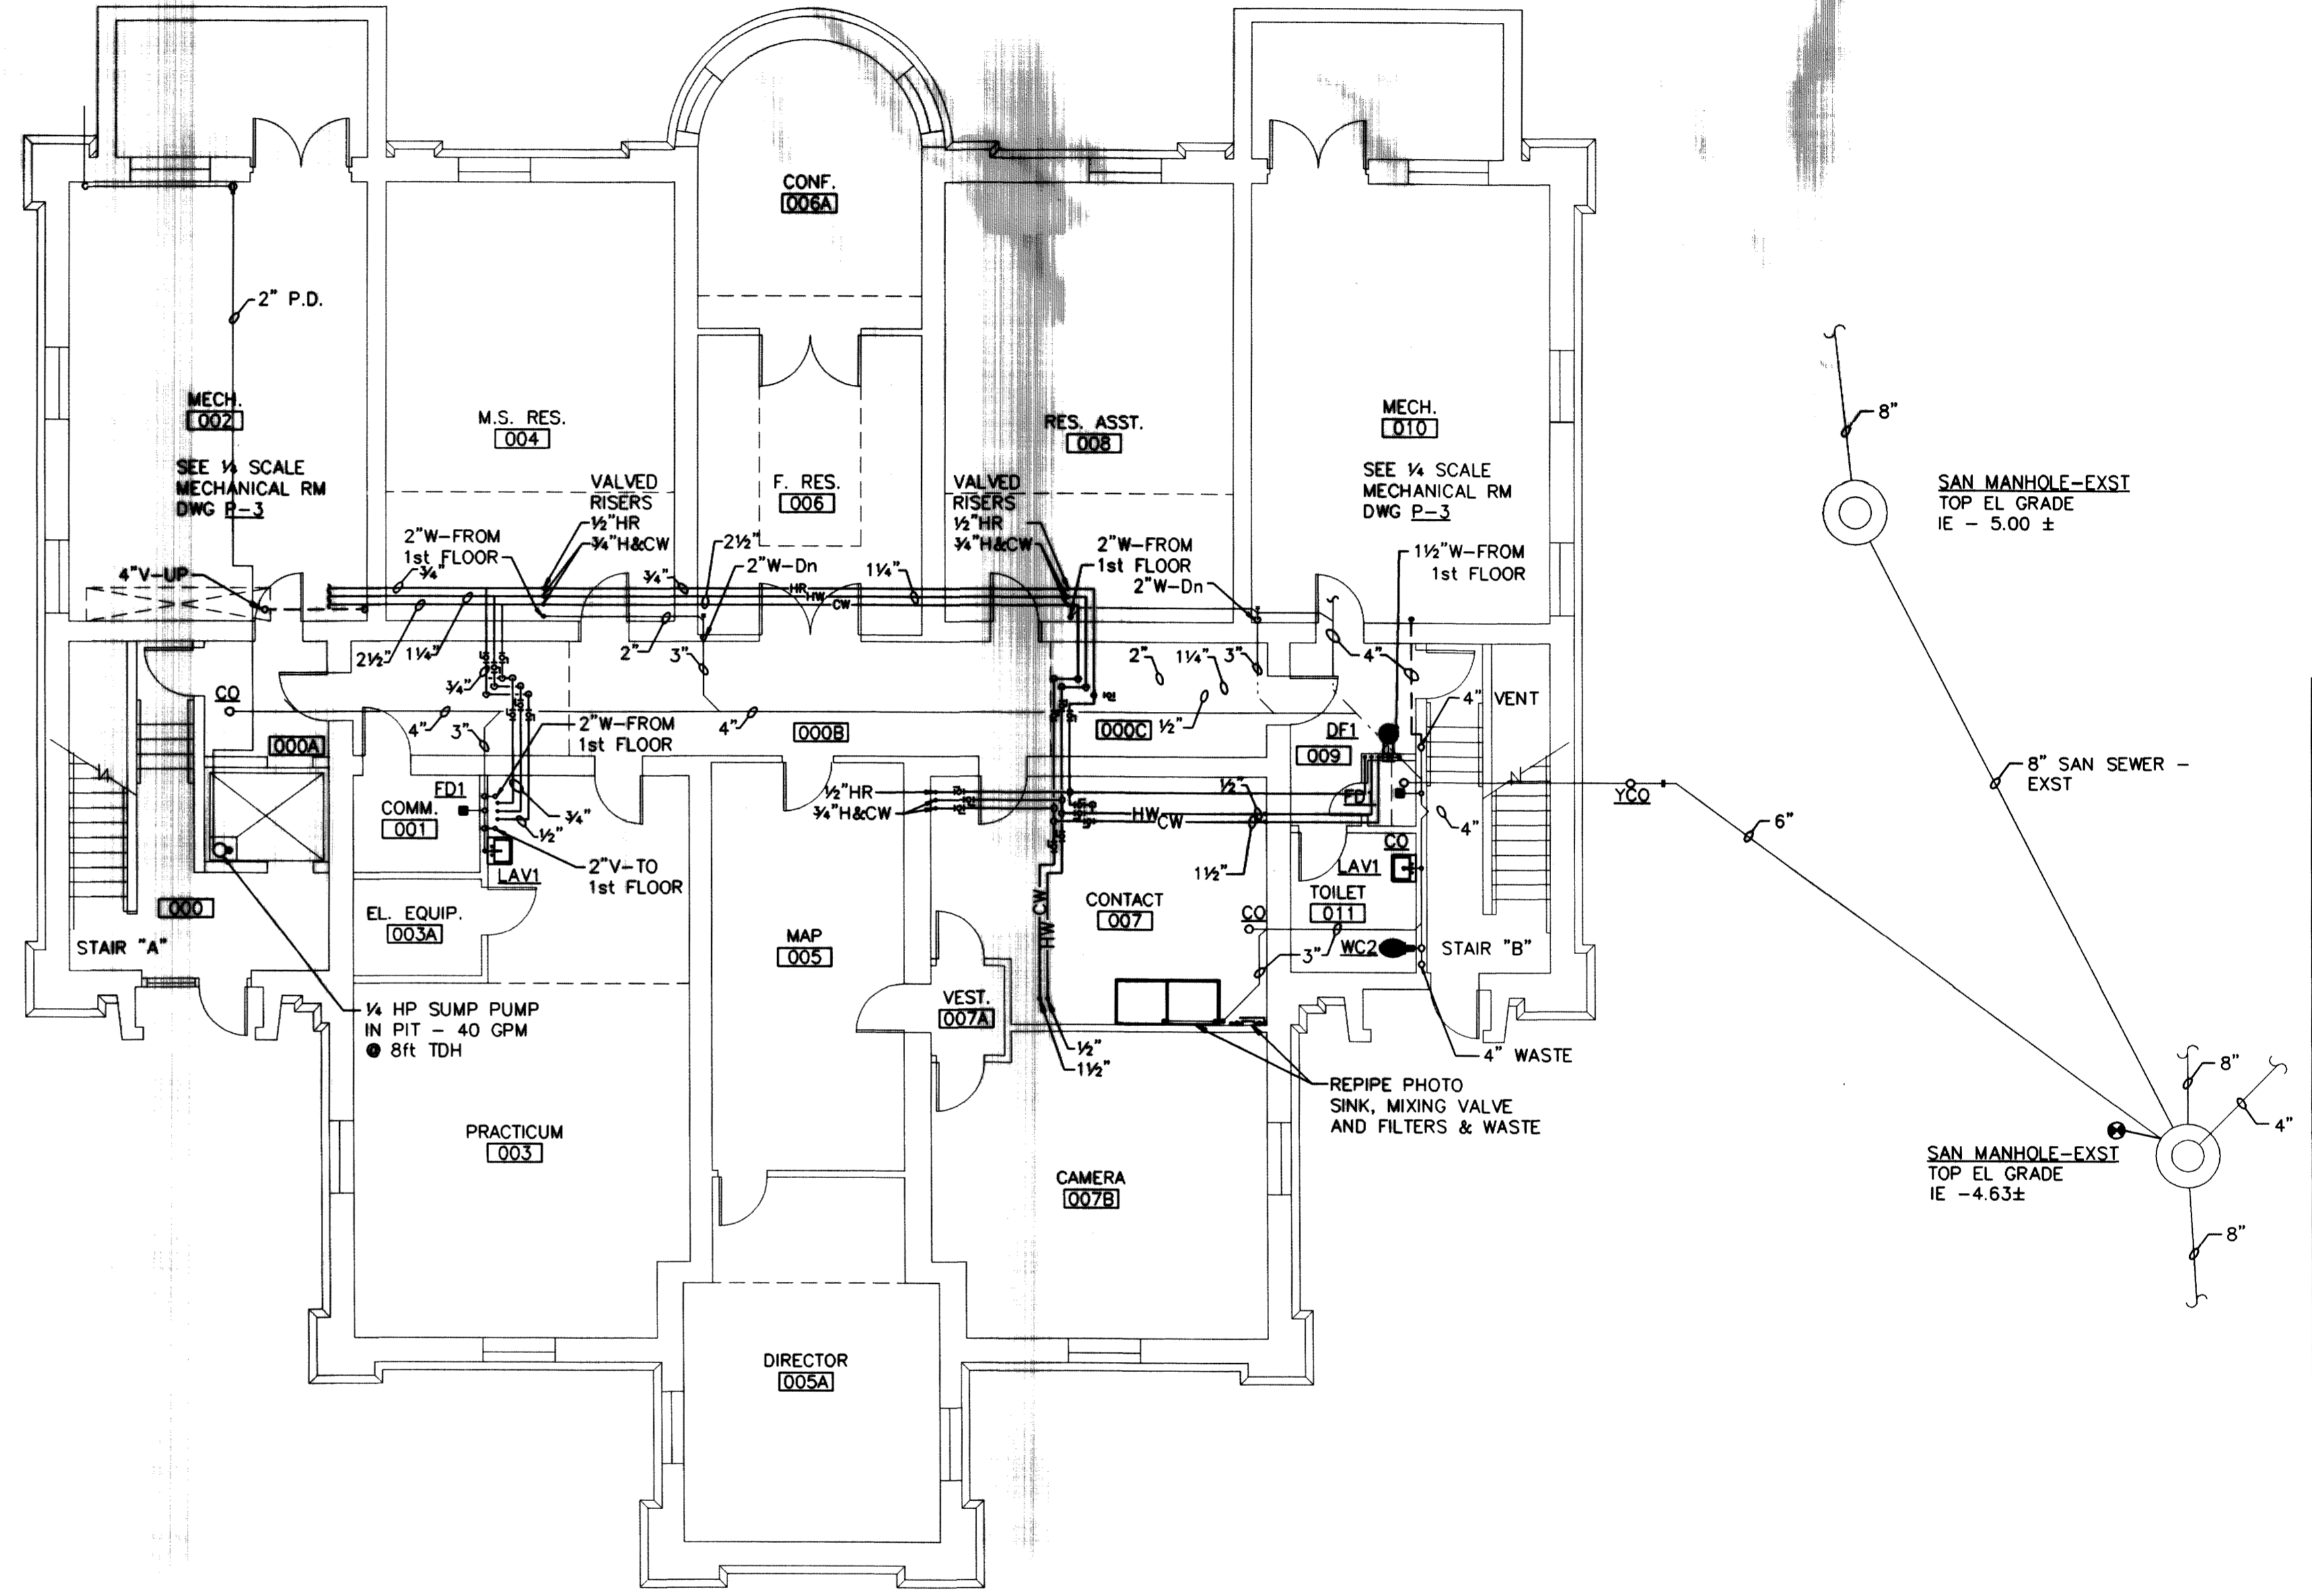 CONF.
006A
2" P.D.
MECH.
002
SEE ¼ SCALE
MECHANICAL RM
DWG P-3
M.S. RES.
004
VALVED
RISERS
½"HR
¾"H&CW
2"W-FROM
1st FLOOR
F. RES.
006
2½"
2"W-Dn
RES. ASST.
008
VALVED
RISERS
½"HR
¾"H&CW
2"W-FROM
1st FLOOR
2"W-Dn
MECH.
010
SEE ¼ SCALE
MECHANICAL RM
DWG P-3
1½"W-FROM
1st FLOOR
4"V-UP
¾"
¾"
1¼"
HR
HW
CW
2½"
1¼"
2"
3"
¾"
2"
1¼"
3"
4"
½"
CO
4"
3"
4"
000A
000B
000C
2"W-FROM
1st FLOOR
DF1
009
4"
VENT
FD1
COMM.
001
¾"
½"
2"V-TO
1st FLOOR
LAV1
½"HR
¾"H&CW
½"
HW
CW
1½"
FD
4"
CO
LAV1
TOILET
011
CO
WC2
3"
STAIR "B"
4" WASTE
YCO
6"
000
STAIR "A"
EL. EQUIP.
003A
MAP
005
CW
HW
CONTACT
007
VEST.
007A
½"
1½"
¼ HP SUMP PUMP
IN PIT - 40 GPM
@ 8ft TDH
REPIPE PHOTO
SINK, MIXING VALVE
AND FILTERS & WASTE
PRACTICUM
003
CAMERA
007B
DIRECTOR
005A
8"
SAN MANHOLE-EXST
TOP EL GRADE
IE - 5.00 ±
8" SAN SEWER -
EXST
8"
4"
SAN MANHOLE-EXST
TOP EL GRADE
IE -4.63±
8"